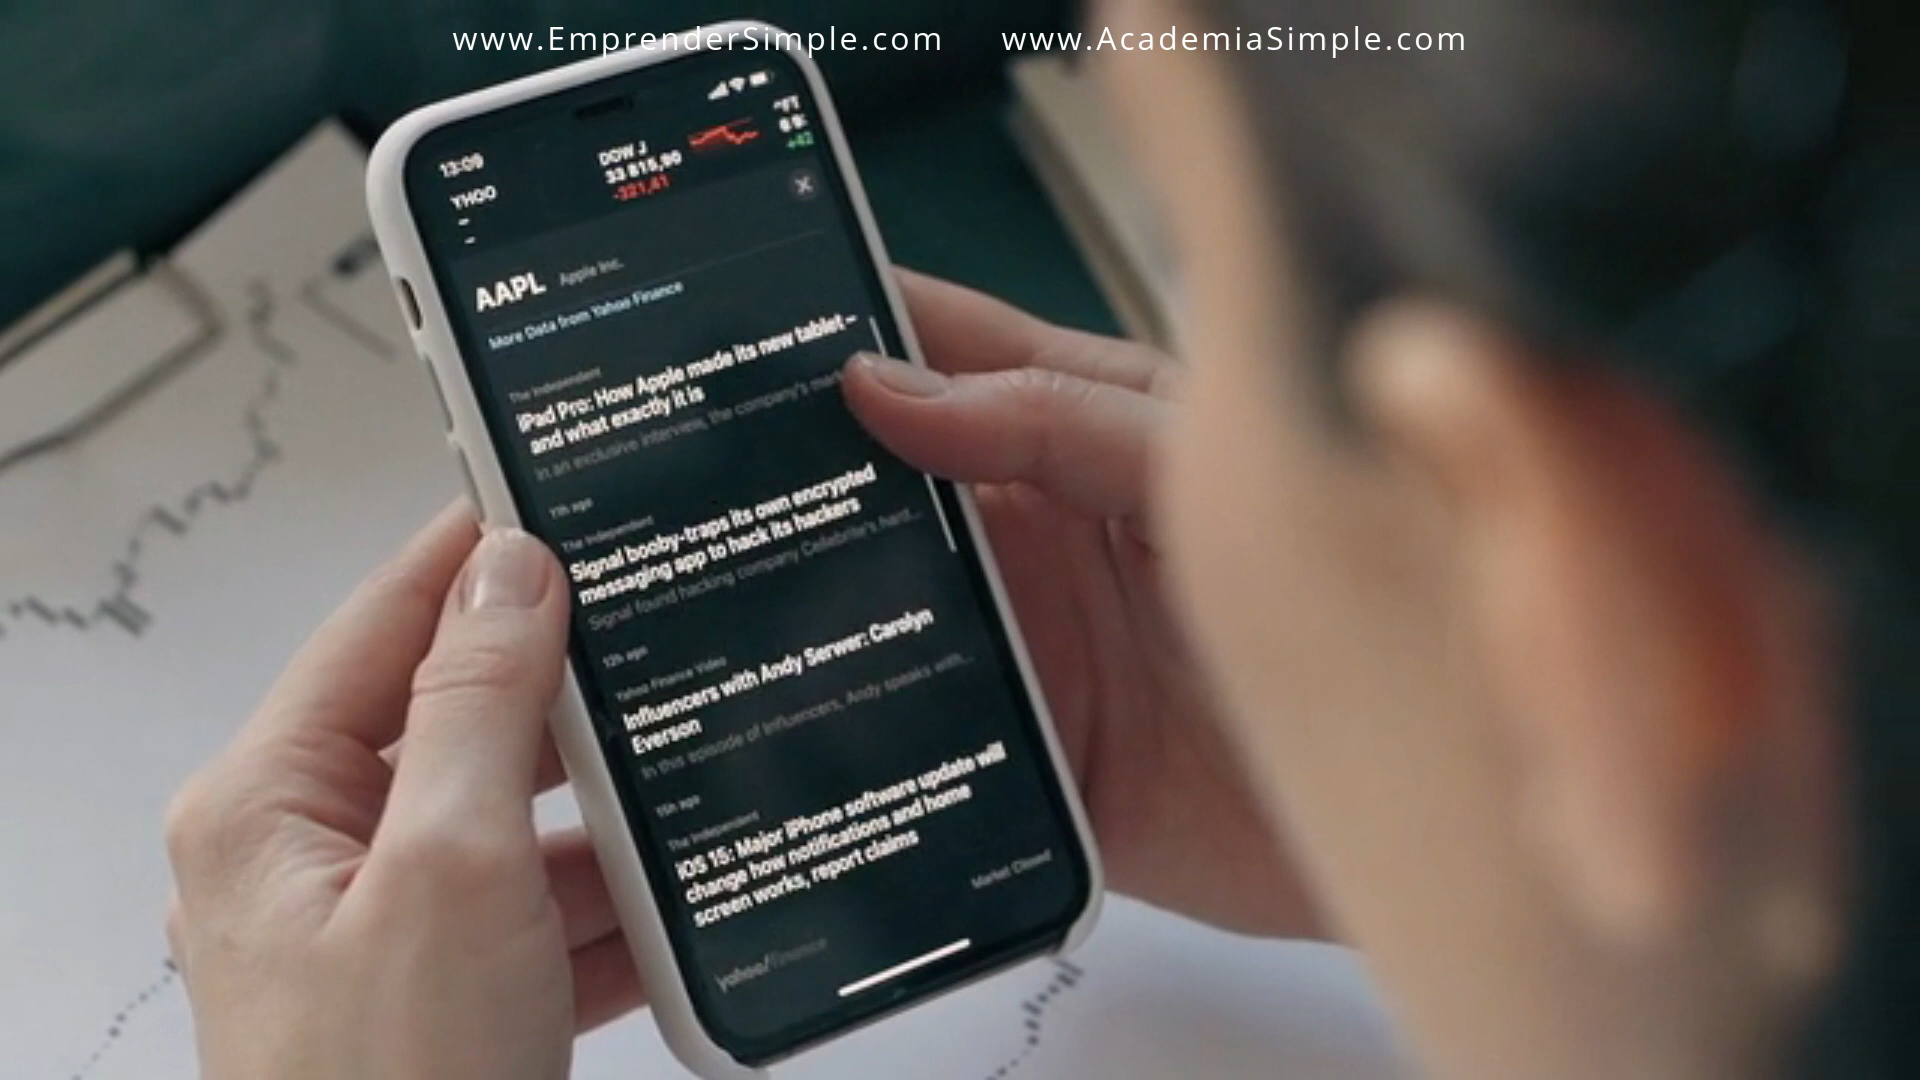 www.EmprenderSimple.com www.AcademiaSimple.com
13:09
YHOO
-
-
DOW J
33 815,90
-321,41
+42
AAPL Apple Inc.
More Data from Yahoo Finance
The Independent
iPad Pro: How Apple made its new tablet –
and what exactly it is
In an exclusive interview, the company's
11h ago
The Independent
Signal booby-traps its own encrypted
messaging app to hack its hackers
Signal found hacking company Cellebrite's hard...
12h ago
Yahoo Finance Video
Influencers with Andy Serwer: Carolyn
Everson
In this episode of Influencers, Andy speaks with...
15h ago
The Independent
iOS 15: Major iPhone software update will
change how notifications and home
screen works, report claims
Market Closed
yahoo/finance